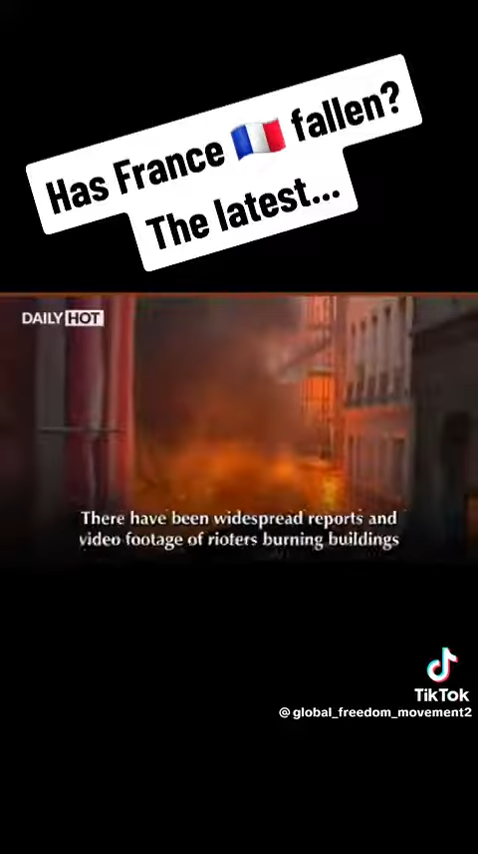 Has France 🇫🇷 fallen?
The latest...
DAILY HOT
There have been widespread reports and
video footage of rioters burning buildings
TikTok
@global_freedom_movement2